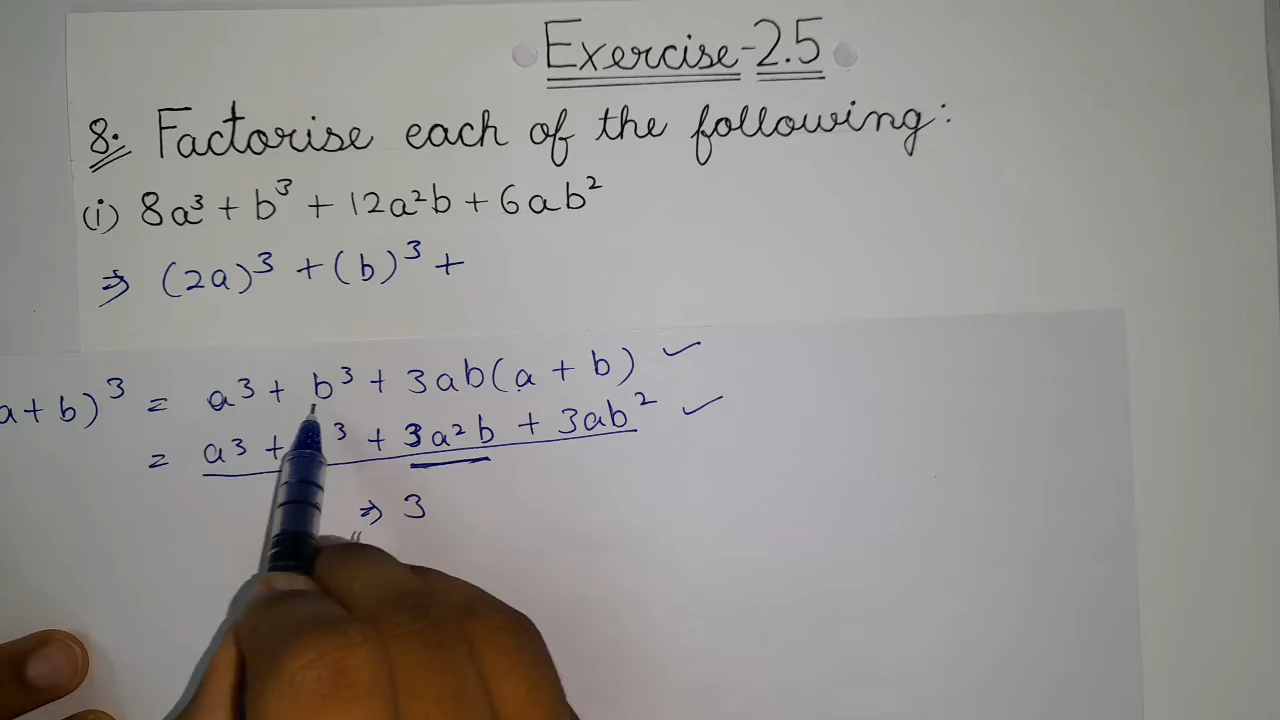 Exercise-2.5
8. Factorise each of the following:
(i) 8a³ + b³ + 12a²b + 6ab²
⇒ (2a)³ + (b)³ +
a+b)³ = a³ + b³ + 3ab(a + b) ✓
= a³ + ³ + 3a²b + 3ab² ✓
⇒ 3